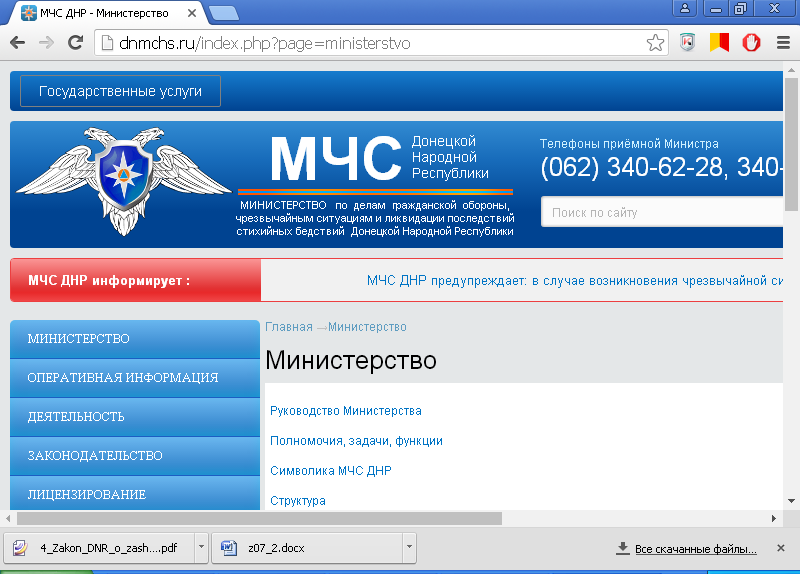 МЧС ДНР - Министерство
dnmchs.ru/index.php?page=ministerstvo
Государственные услуги
МЧС
Донецкой
Народной
Республики
МИНИСТЕРСТВО по делам гражданской обороны,
чрезвычайным ситуациям и ликвидации последствий
стихийных бедствий Донецкой Народной Республики
Телефоны приёмной Министра
(062) 340-62-28, 340-
Поиск по сайту
МЧС ДНР информирует :
МЧС ДНР предупреждает: в случае возникновения чрезвычайной си
МИНИСТЕРСТВО
ОПЕРАТИВНАЯ ИНФОРМАЦИЯ
ДЕЯТЕЛЬНОСТЬ
ЗАКОНОДАТЕЛЬСТВО
ЛИЦЕНЗИРОВАНИЕ
Главная →Министерство
Министерство
Руководство Министерства
Полномочия, задачи, функции
Символика МЧС ДНР
Структура
4_Zakon_DNR_o_zash....pdf
z07_2.docx
Все скачанные файлы...